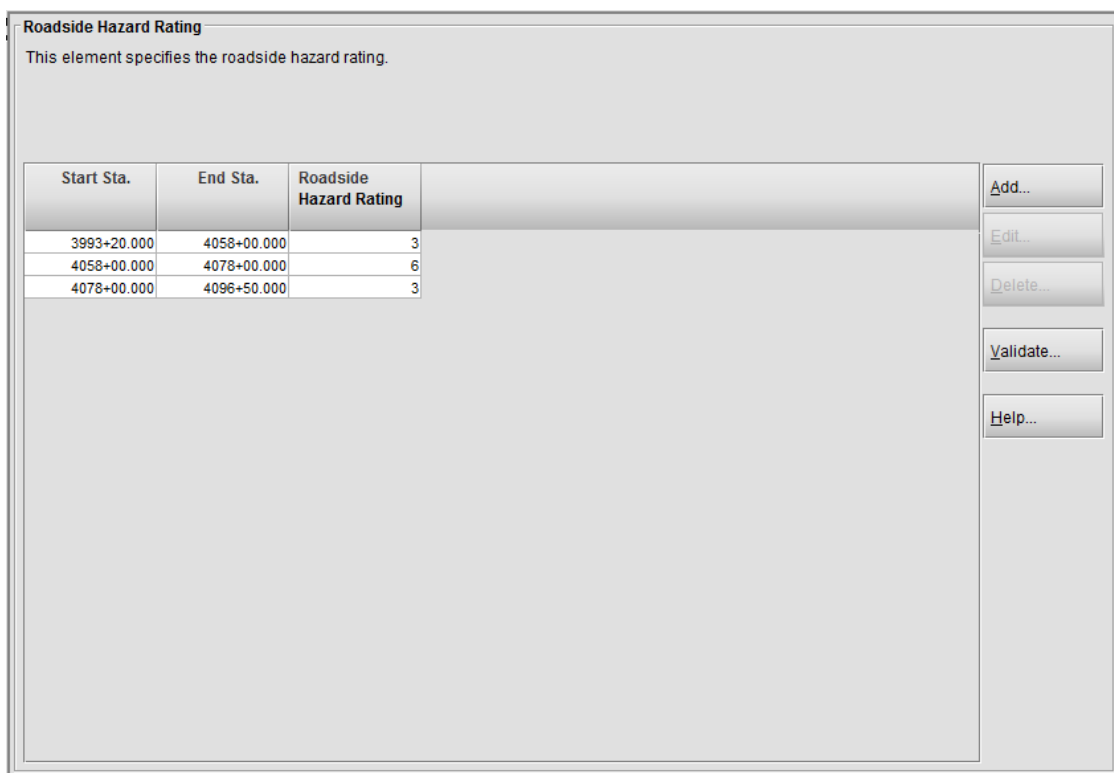 Roadside Hazard Rating
This element specifies the roadside hazard rating.
Start Sta. End Sta. Roadside
Hazard Rating
3993+20.000 4058+00.000 3
4058+00.000 4078+00.000 6
4078+00.000 4096+50.000 3
Add...
Edit...
Delete...
Validate...
Help...